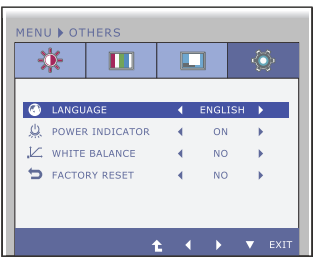 MENU OTHERS
LANGUAGE ENGLISH
POWER INDICATOR ON
WHITE BALANCE NO
FACTORY RESET NO
EXIT